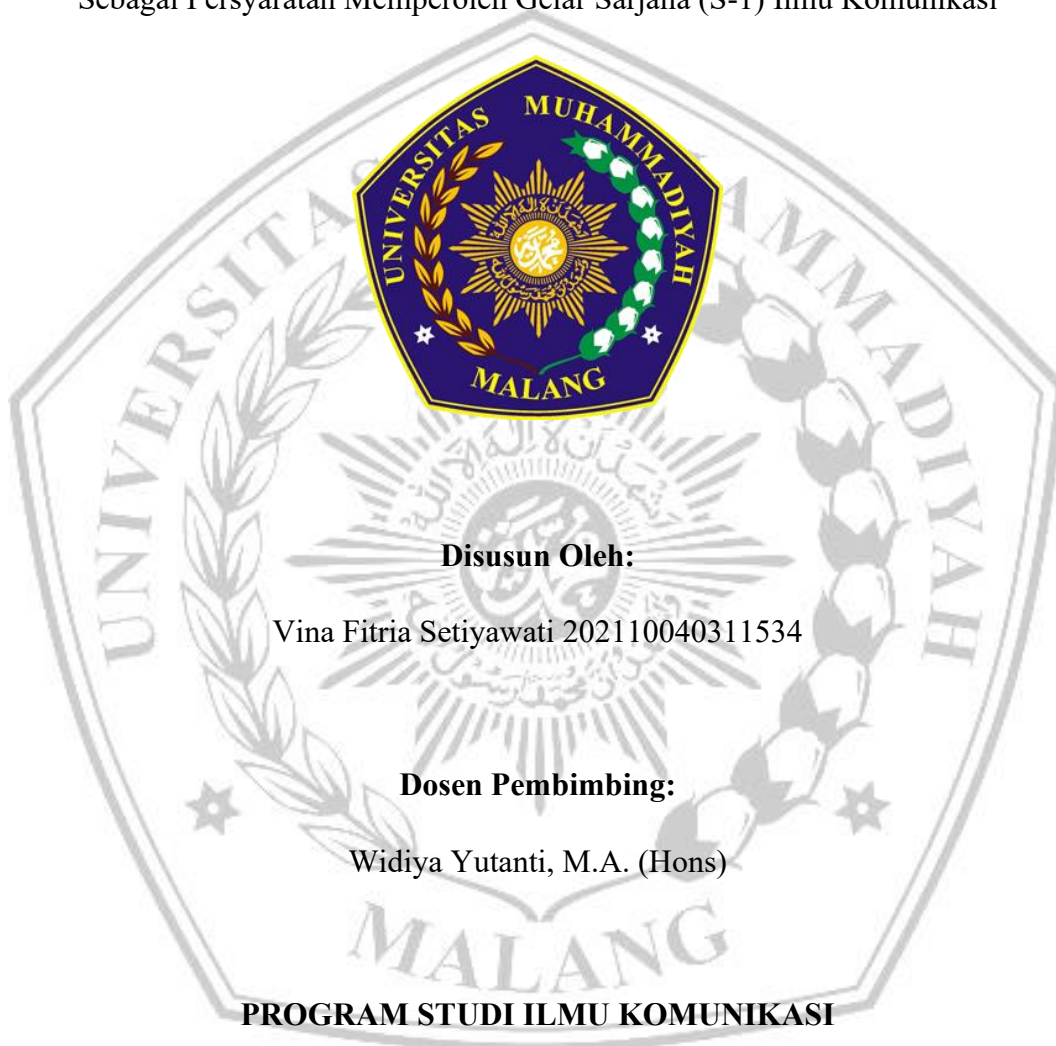 Sebagai Persyaratan Memperoleh Gelar Sarjana (S-1) Ilmu Komunikasi
UNIVERSITAS MUHAMMADIYAH
MALANG
Disusun Oleh:
Vina Fitria Setiyawati 202110040311534
Dosen Pembimbing:
Widiya Yutanti, M.A. (Hons)
MALANG
PROGRAM STUDI ILMU KOMUNIKASI